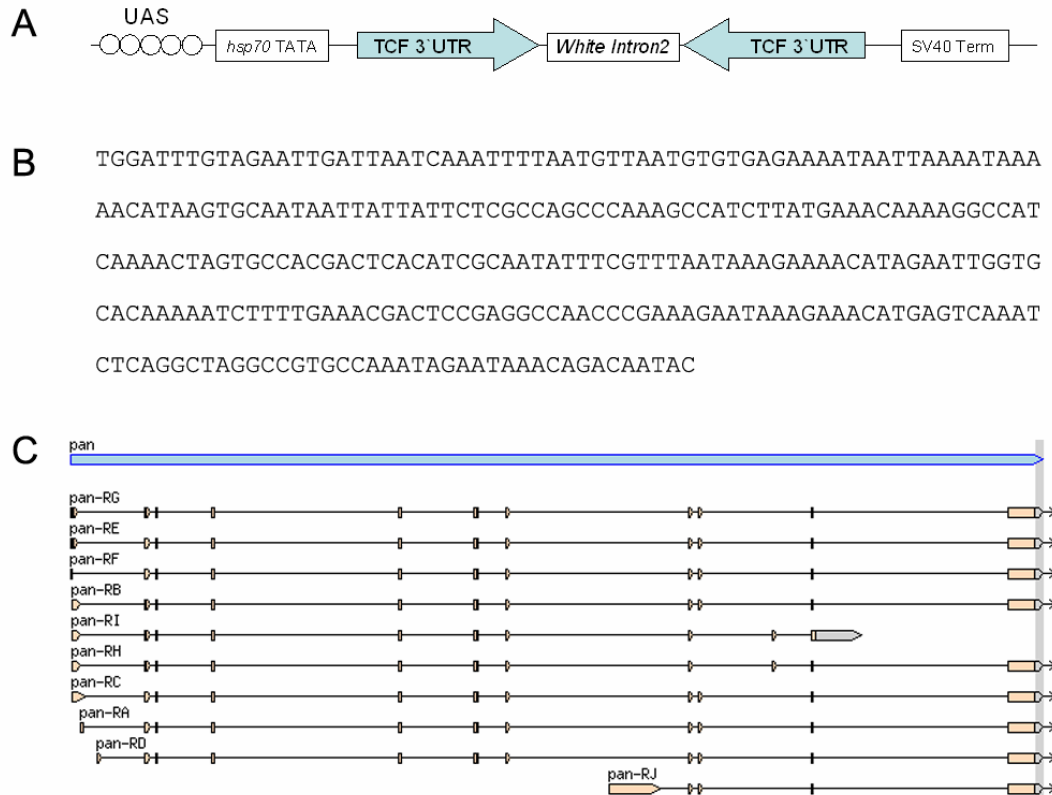 A
UAS
hsp70 TATA
TCF 3`UTR
White Intron2
TCF 3`UTR
SV40 Term
B
TGGATTTGTAGAATTGATTAATCAAATTTTAATGTTAATGTGTGAGAAAATAATTAAAATAAA
AACATAAGTGCAATAATTATTATTCTCGCCAGCCCAAAGCCATCTTATGAAACAAAAGGCCAT
CAAAACTAGTGCCACGACTCACATCGCAATATTTCGTTTAATAAAGAAAACATAGAATTGGTG
CACAAAAATCTTTTGAAACGACTCCGAGGCCAACCCGAAAGAATAAAGAAACATGAGTCAAAT
CTCAGGCTAGGCCGTGCCAAATAGAATAAACAGACAATAC
C
pan
pan-RG
pan-RE
pan-RF
pan-RB
pan-RI
pan-RH
pan-RC
pan-RA
pan-RD
pan-RJ